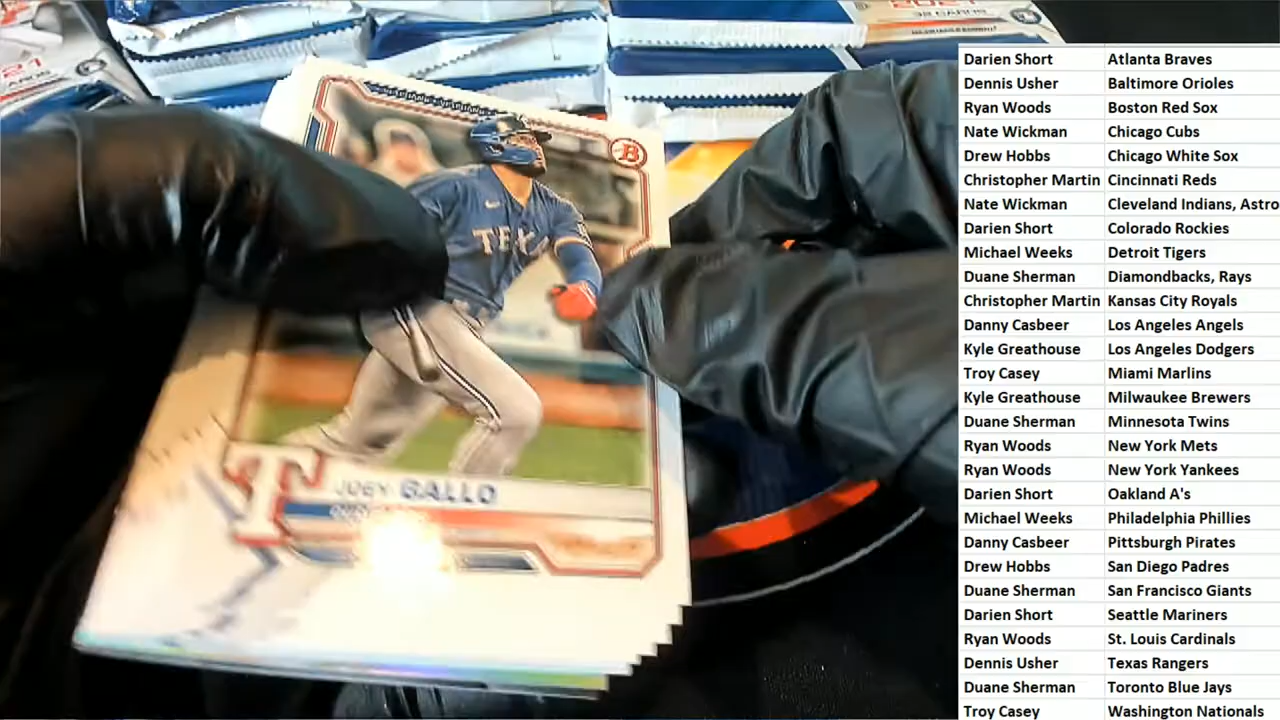 21
2021
TEXA
B
T
JOEY GALLO
Darien Short Atlanta Braves
Dennis Usher Baltimore Orioles
Ryan Woods Boston Red Sox
Nate Wickman Chicago Cubs
Drew Hobbs Chicago White Sox
Christopher Martin Cincinnati Reds
Nate Wickman Cleveland Indians, Astro
Darien Short Colorado Rockies
Michael Weeks Detroit Tigers
Duane Sherman Diamondbacks, Rays
Christopher Martin Kansas City Royals
Danny Casbeer Los Angeles Angels
Kyle Greathouse Los Angeles Dodgers
Troy Casey Miami Marlins
Kyle Greathouse Milwaukee Brewers
Duane Sherman Minnesota Twins
Ryan Woods New York Mets
Ryan Woods New York Yankees
Darien Short Oakland A's
Michael Weeks Philadelphia Phillies
Danny Casbeer Pittsburgh Pirates
Drew Hobbs San Diego Padres
Duane Sherman San Francisco Giants
Darien Short Seattle Mariners
Ryan Woods St. Louis Cardinals
Dennis Usher Texas Rangers
Duane Sherman Toronto Blue Jays
Troy Casey Washington Nationals